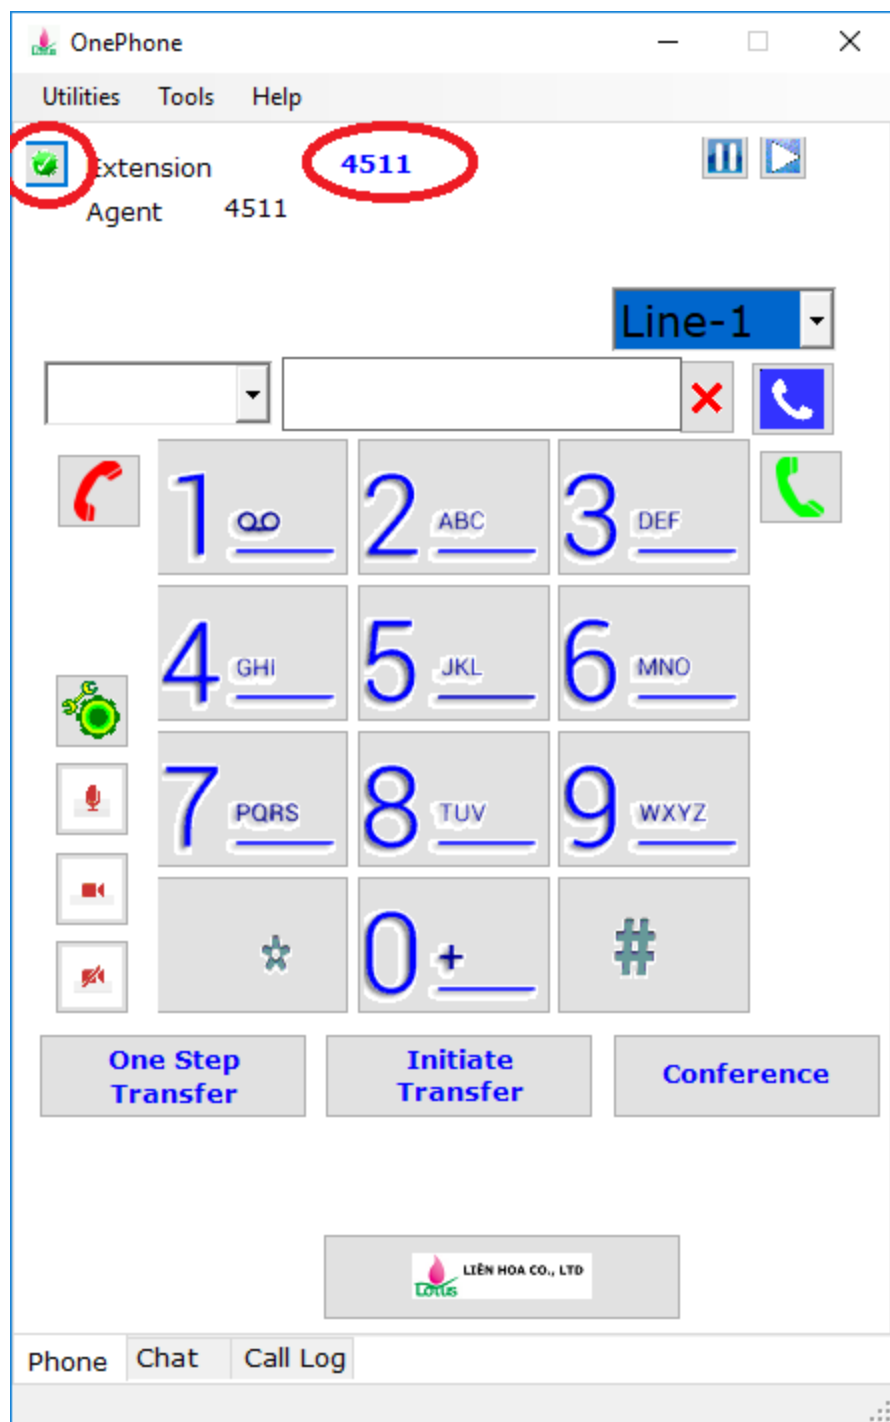 OnePhone
Utilities Tools Help
Extension 4511
Agent 4511
Line-1
1
2 ABC
3 DEF
4 GHI
5 JKL
6 MNO
7 PQRS
8 TUV
9 WXYZ
*
0 +
#
One Step
Transfer
Initiate
Transfer
Conference
Lotus LIÊN HOA CO., LTD
Phone Chat Call Log